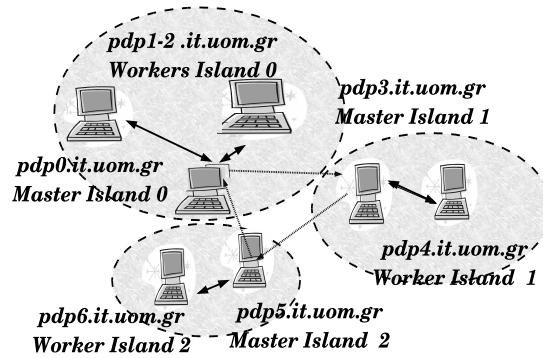 pdp1-2 .it.uom.gr
Workers Island 0
pdp3.it.uom.gr
Master Island 1
pdp0.it.uom.gr
Master Island 0
pdp4.it.uom.gr
Worker Island 1
pdp6.it.uom.gr
Worker Island 2
pdp5.it.uom.gr
Master Island 2